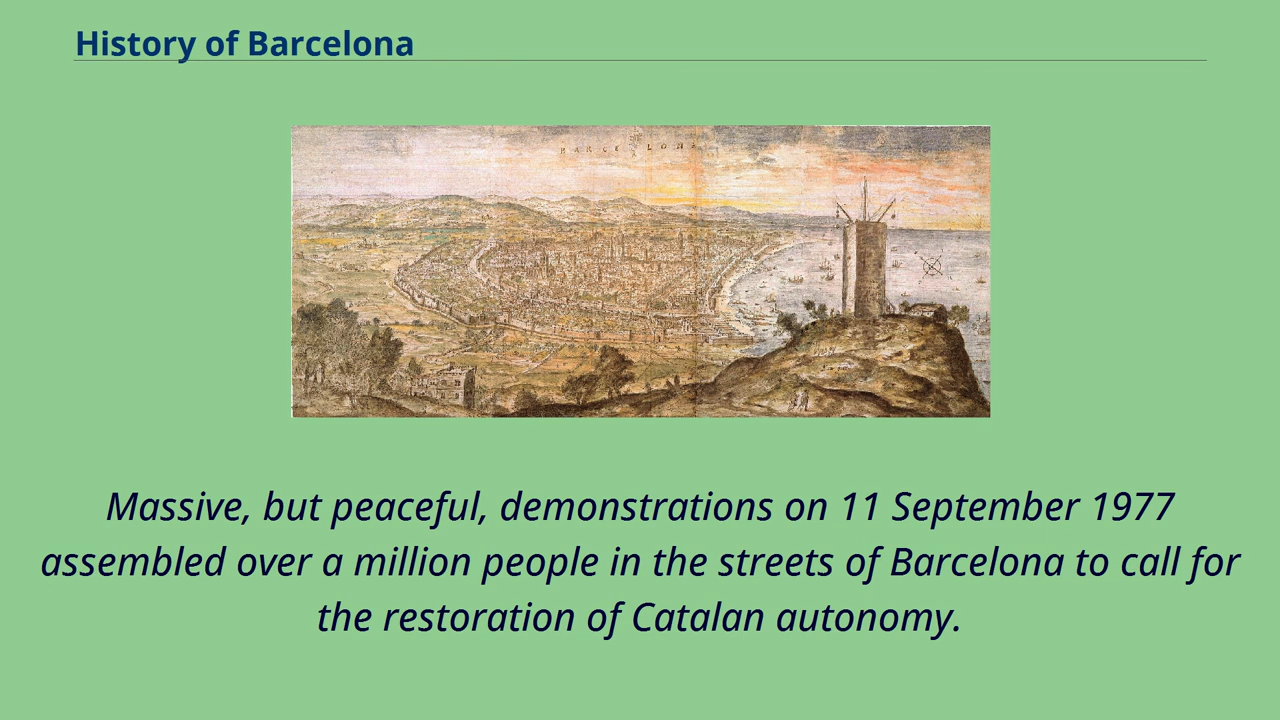 History of Barcelona
BARCELONA
Massive, but peaceful, demonstrations on 11 September 1977
assembled over a million people in the streets of Barcelona to call for
the restoration of Catalan autonomy.